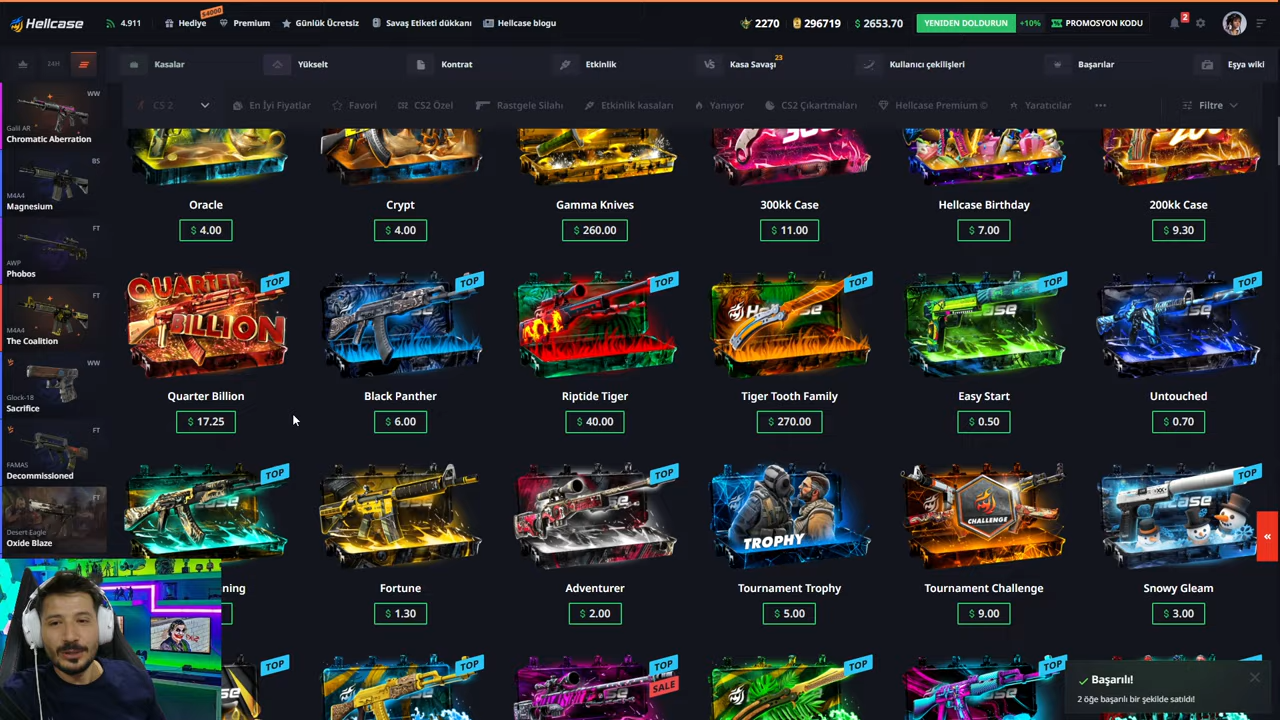 Hellcase
4.911
Hediye
$4000
Premium
Günlük Ücretsiz
Savaş Etiketi dükkanı
Hellcase blogu
2270
296719
$ 2653.70
YENİDEN DOLDURUN
+10%
PROMOSYON KODU
2
24H
Kasalar
Yükselt
Kontrat
Etkinlik
VS
Kasa Savaşı
23
Kullanıcı çekilişleri
Başarılar
Eşya wiki
CS 2
En İyi Fiyatlar
Favori
CS2 Özel
Rastgele Silahı
Etkinlik kasaları
Yanıyor
CS2 Çıkartmaları
Hellcase Premium ©
Yaratıcılar
Filtre
WW
Galil AR
Chromatic Aberration
BS
M4A4
Magnesium
FT
AWP
Phobos
FT
M4A4
The Coalition
WW
Glock-18
Sacrifice
FT
FAMAS
Decommissioned
FT
Desert Eagle
Oxide Blaze
Oracle
$ 4.00
Crypt
$ 4.00
Gamma Knives
$ 260.00
300kk Case
$ 11.00
Hellcase Birthday
$ 7.00
200kk Case
$ 9.30
QUARTER
BILLION
TOP
Quarter Billion
$ 17.25
TOP
Black Panther
$ 6.00
TOP
Riptide Tiger
$ 40.00
TOP
Tiger Tooth Family
$ 270.00
TOP
Easy Start
$ 0.50
TOP
Untouched
$ 0.70
TOP
ning
Fortune
$ 1.30
TOP
Adventurer
$ 2.00
TROPHY
Tournament Trophy
$ 5.00
CHALLENGE
Tournament Challenge
$ 9.00
TOP
Snowy Gleam
$ 3.00
TOP
TOP
TOP
SALE
TOP
TOP
TOP
Başarılı!
2 öğe başarılı bir şekilde satıldı!